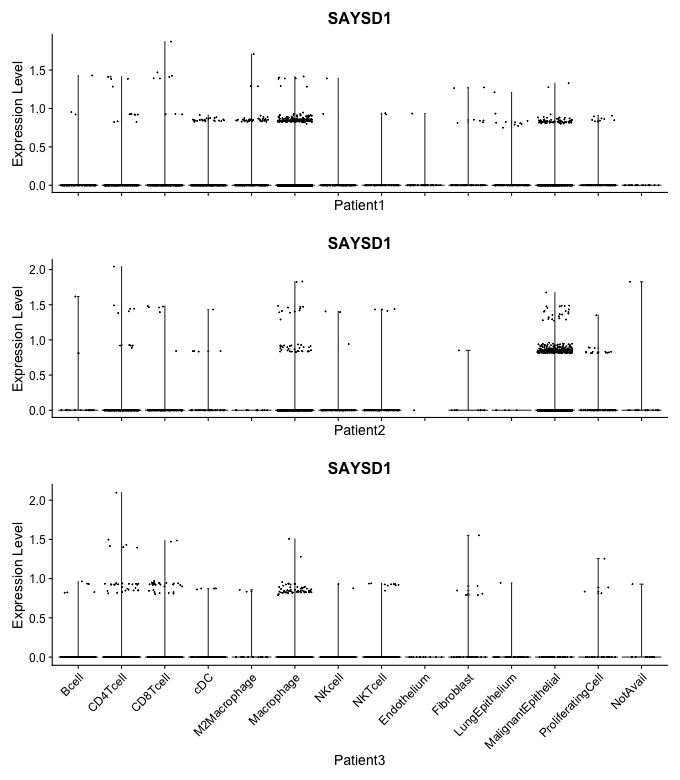 SAYSD1
Expression Level
1.5
1.0
0.5
0.0
Patient1
SAYSD1
Expression Level
2.0
1.5
1.0
0.5
0.0
Patient2
SAYSD1
Expression Level
2.0
1.5
1.0
0.5
0.0
Bcell
CD4Tcell
CD8Tcell
cDC
M2Macrophage
Macrophage
NKcell
NKTcell
Endothelium
Fibroblast
LungEpithelium
MalignantEpithelial
ProliferatingCell
NotAvail
Patient3